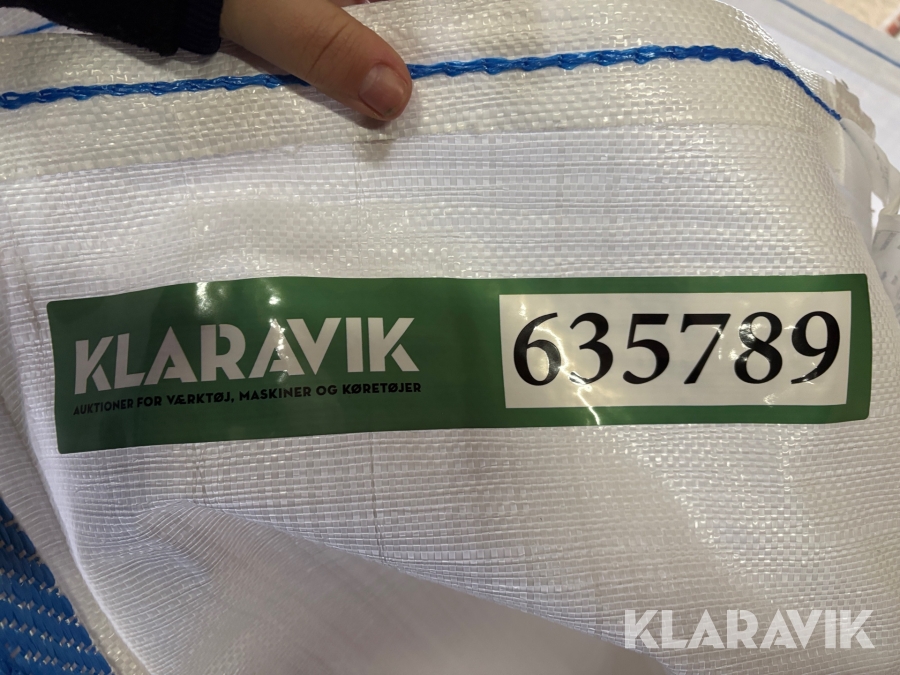 KLARAVIK
AUKTIONER FOR VÆRKTØJ, MASKINER OG KØRETØJER
635789
KLARAVIK